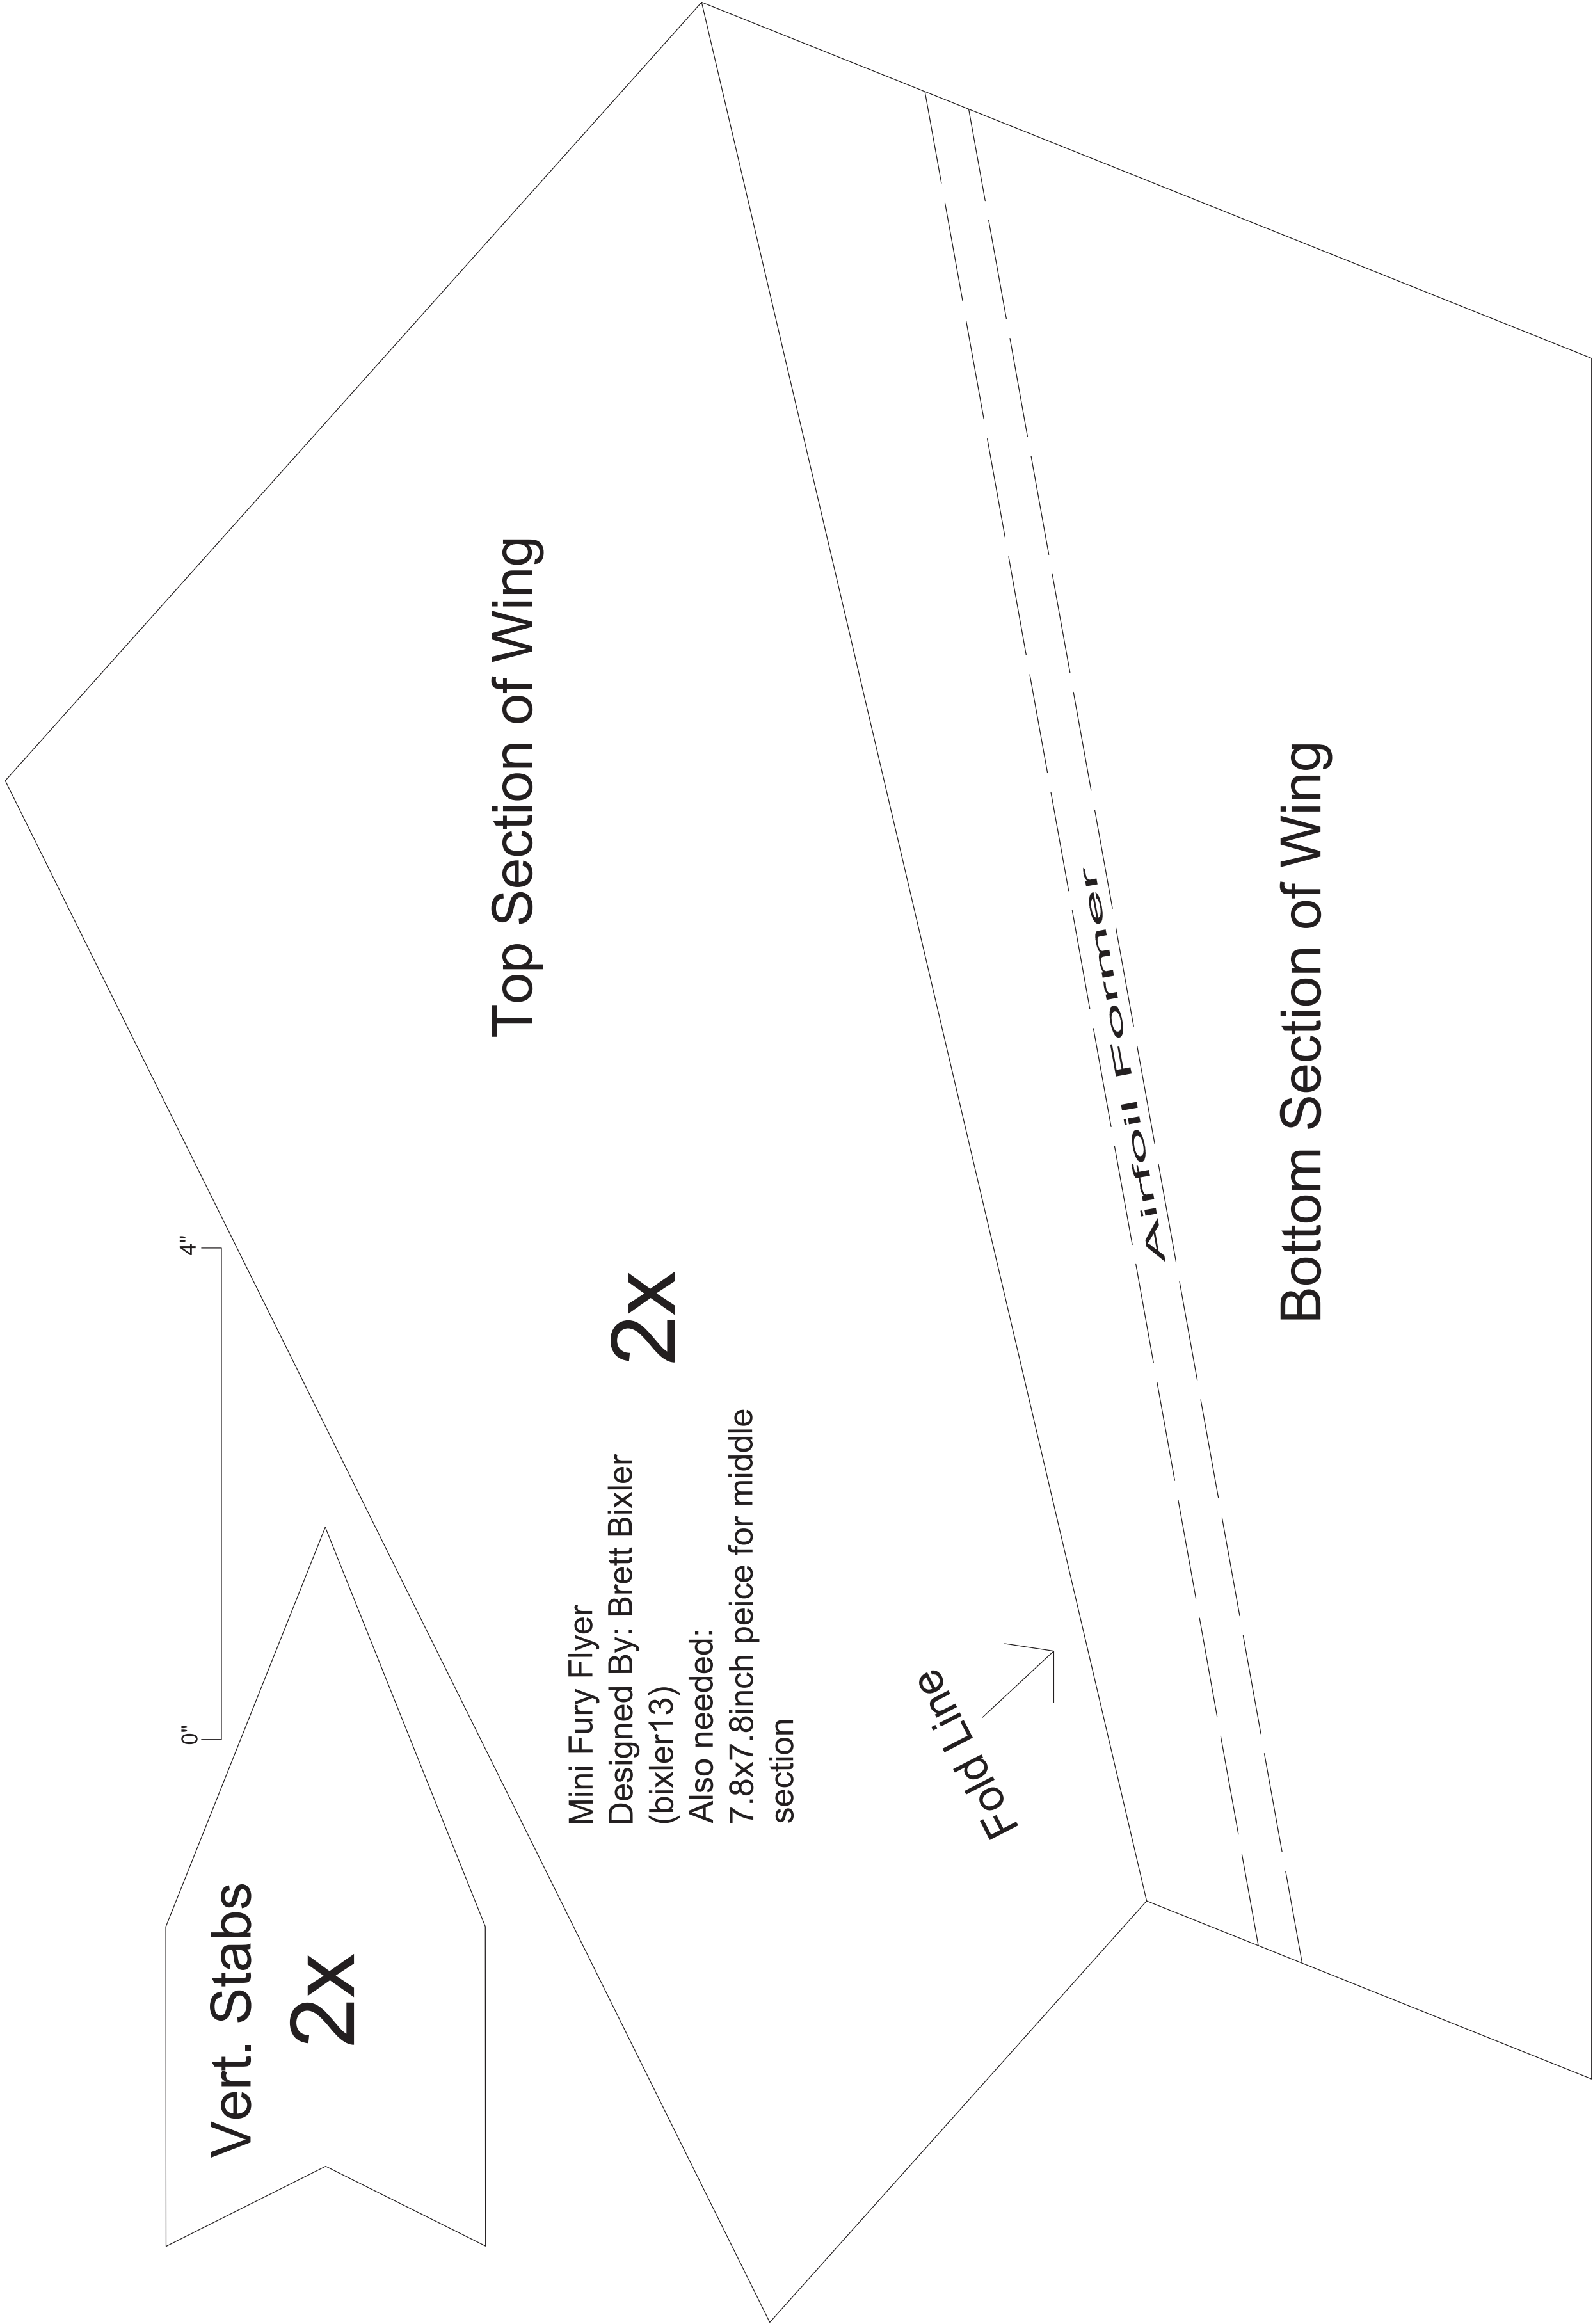 0"
4"
Vert. Stabs
2x
Top Section of Wing
Mini Fury Flyer
Designed By: Brett Bixler
(bixler13)
Also needed:
7.8x7.8inch peice for middle
section
2x
Fold Line
Airfoil Former
Bottom Section of Wing